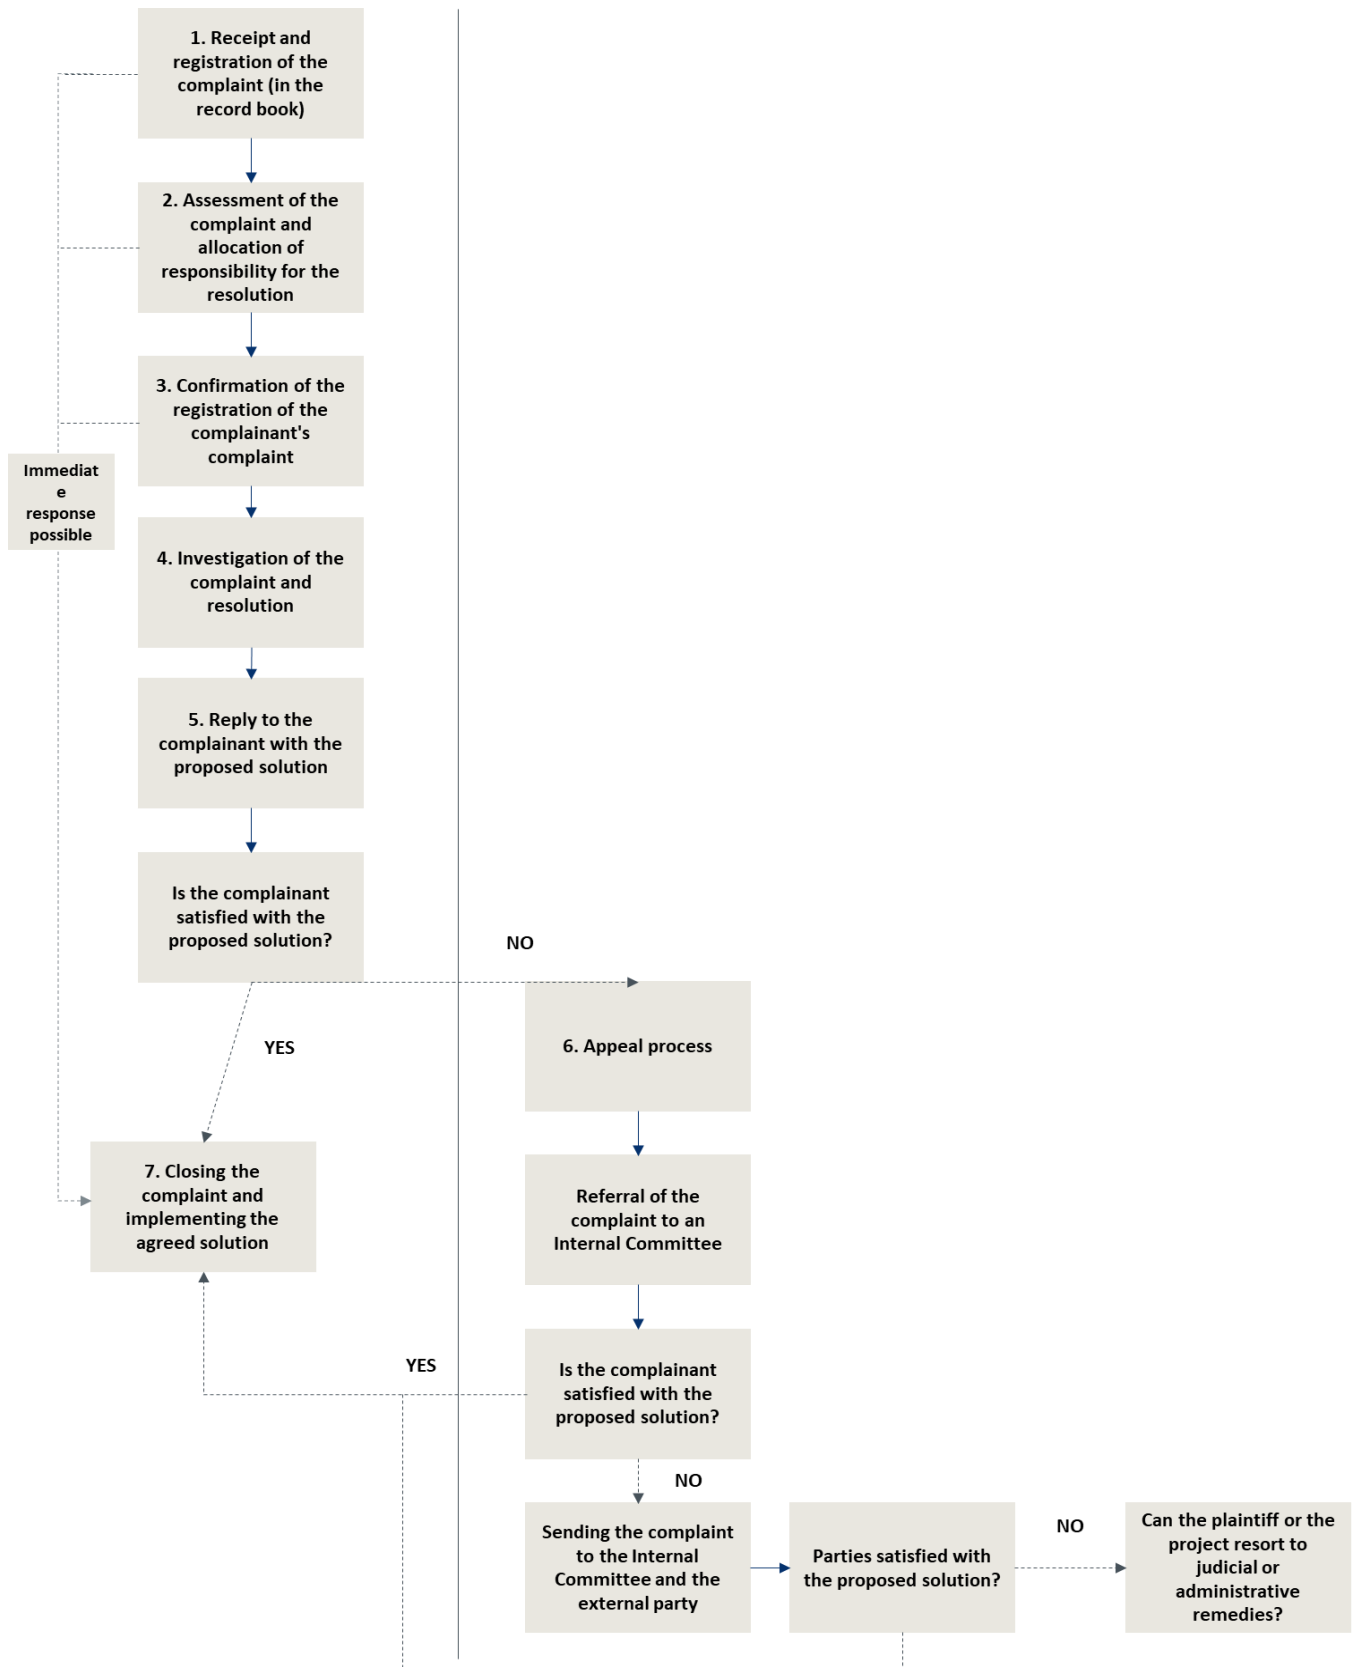 1. Receipt and
registration of the
complaint (in the
record book)
2. Assessment of the
complaint and
allocation of
responsibility for the
resolution
3. Confirmation of the
registration of the
complainant's
complaint
Immediat
e
response
possible
4. Investigation of the
complaint and
resolution
5. Reply to the
complainant with the
proposed solution
Is the complainant
satisfied with the
proposed solution?
NO
YES
6. Appeal process
7. Closing the
complaint and
implementing the
agreed solution
Referral of the
complaint to an
Internal Committee
YES
Is the complainant
satisfied with the
proposed solution?
NO
Sending the complaint
to the Internal
Committee and the
external party
Parties satisfied with
the proposed solution?
NO
Can the plaintiff or the
project resort to
judicial or
administrative
remedies?